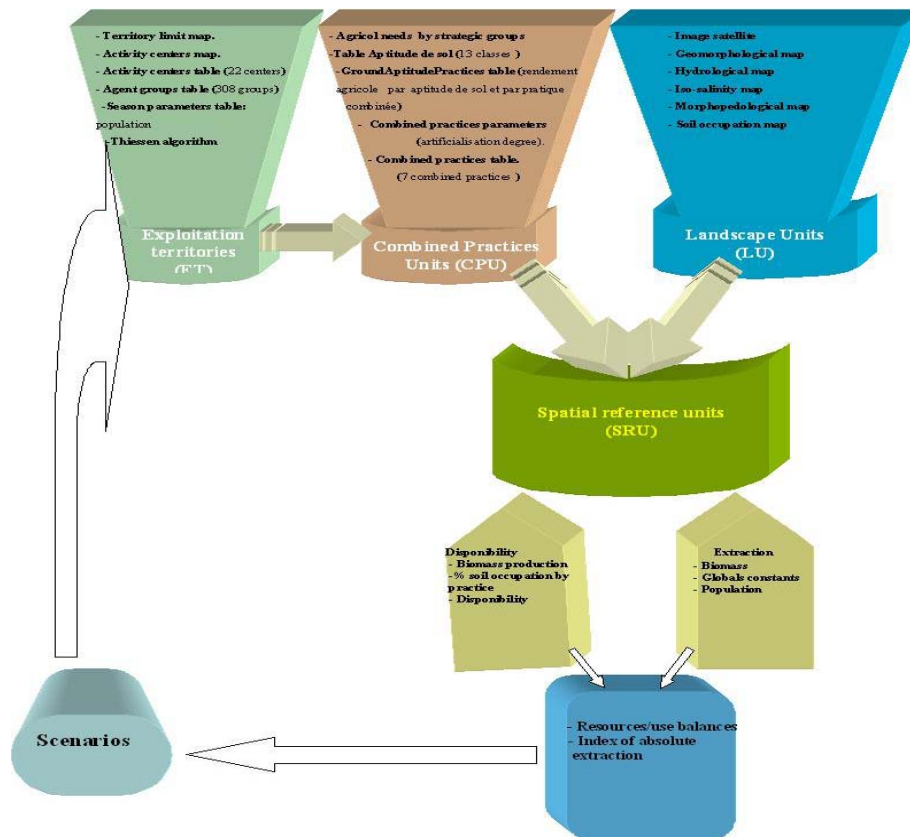 - Territory limit map.
- Activity centers map.
- Activity centers table (22 centers)
- Agent groups table (308 groups)
-Season parameters table:
population
-Thiessen algorithm
Exploitation
territories
(ET)
- Agricol needs by strategic groups
-Table Aptitude de sol (13 classes )
- GroundAptitudePractices table (rendement
agricole par aptitude de sol et par pratique
combinée)
- Combined practices parameters
(artificialisation degree).
- Combined practices table.
(7 combined practices )
Combined Practices
Units (CPU)
- Image satellite
- Geomorphological map
- Hydrological map
- Iso-salinity map
- Morphopedological map
- Soil occupation map
Landscape Units
(LU)
Spatial reference units
(SRU)
Disponibility
- Biomass production
-% soil occupation by
practice
- Disponibility
Extraction
- Biomass
- Globals constants
- Population
- Resources/use balances
- Index of absolute
extraction
Scenarios